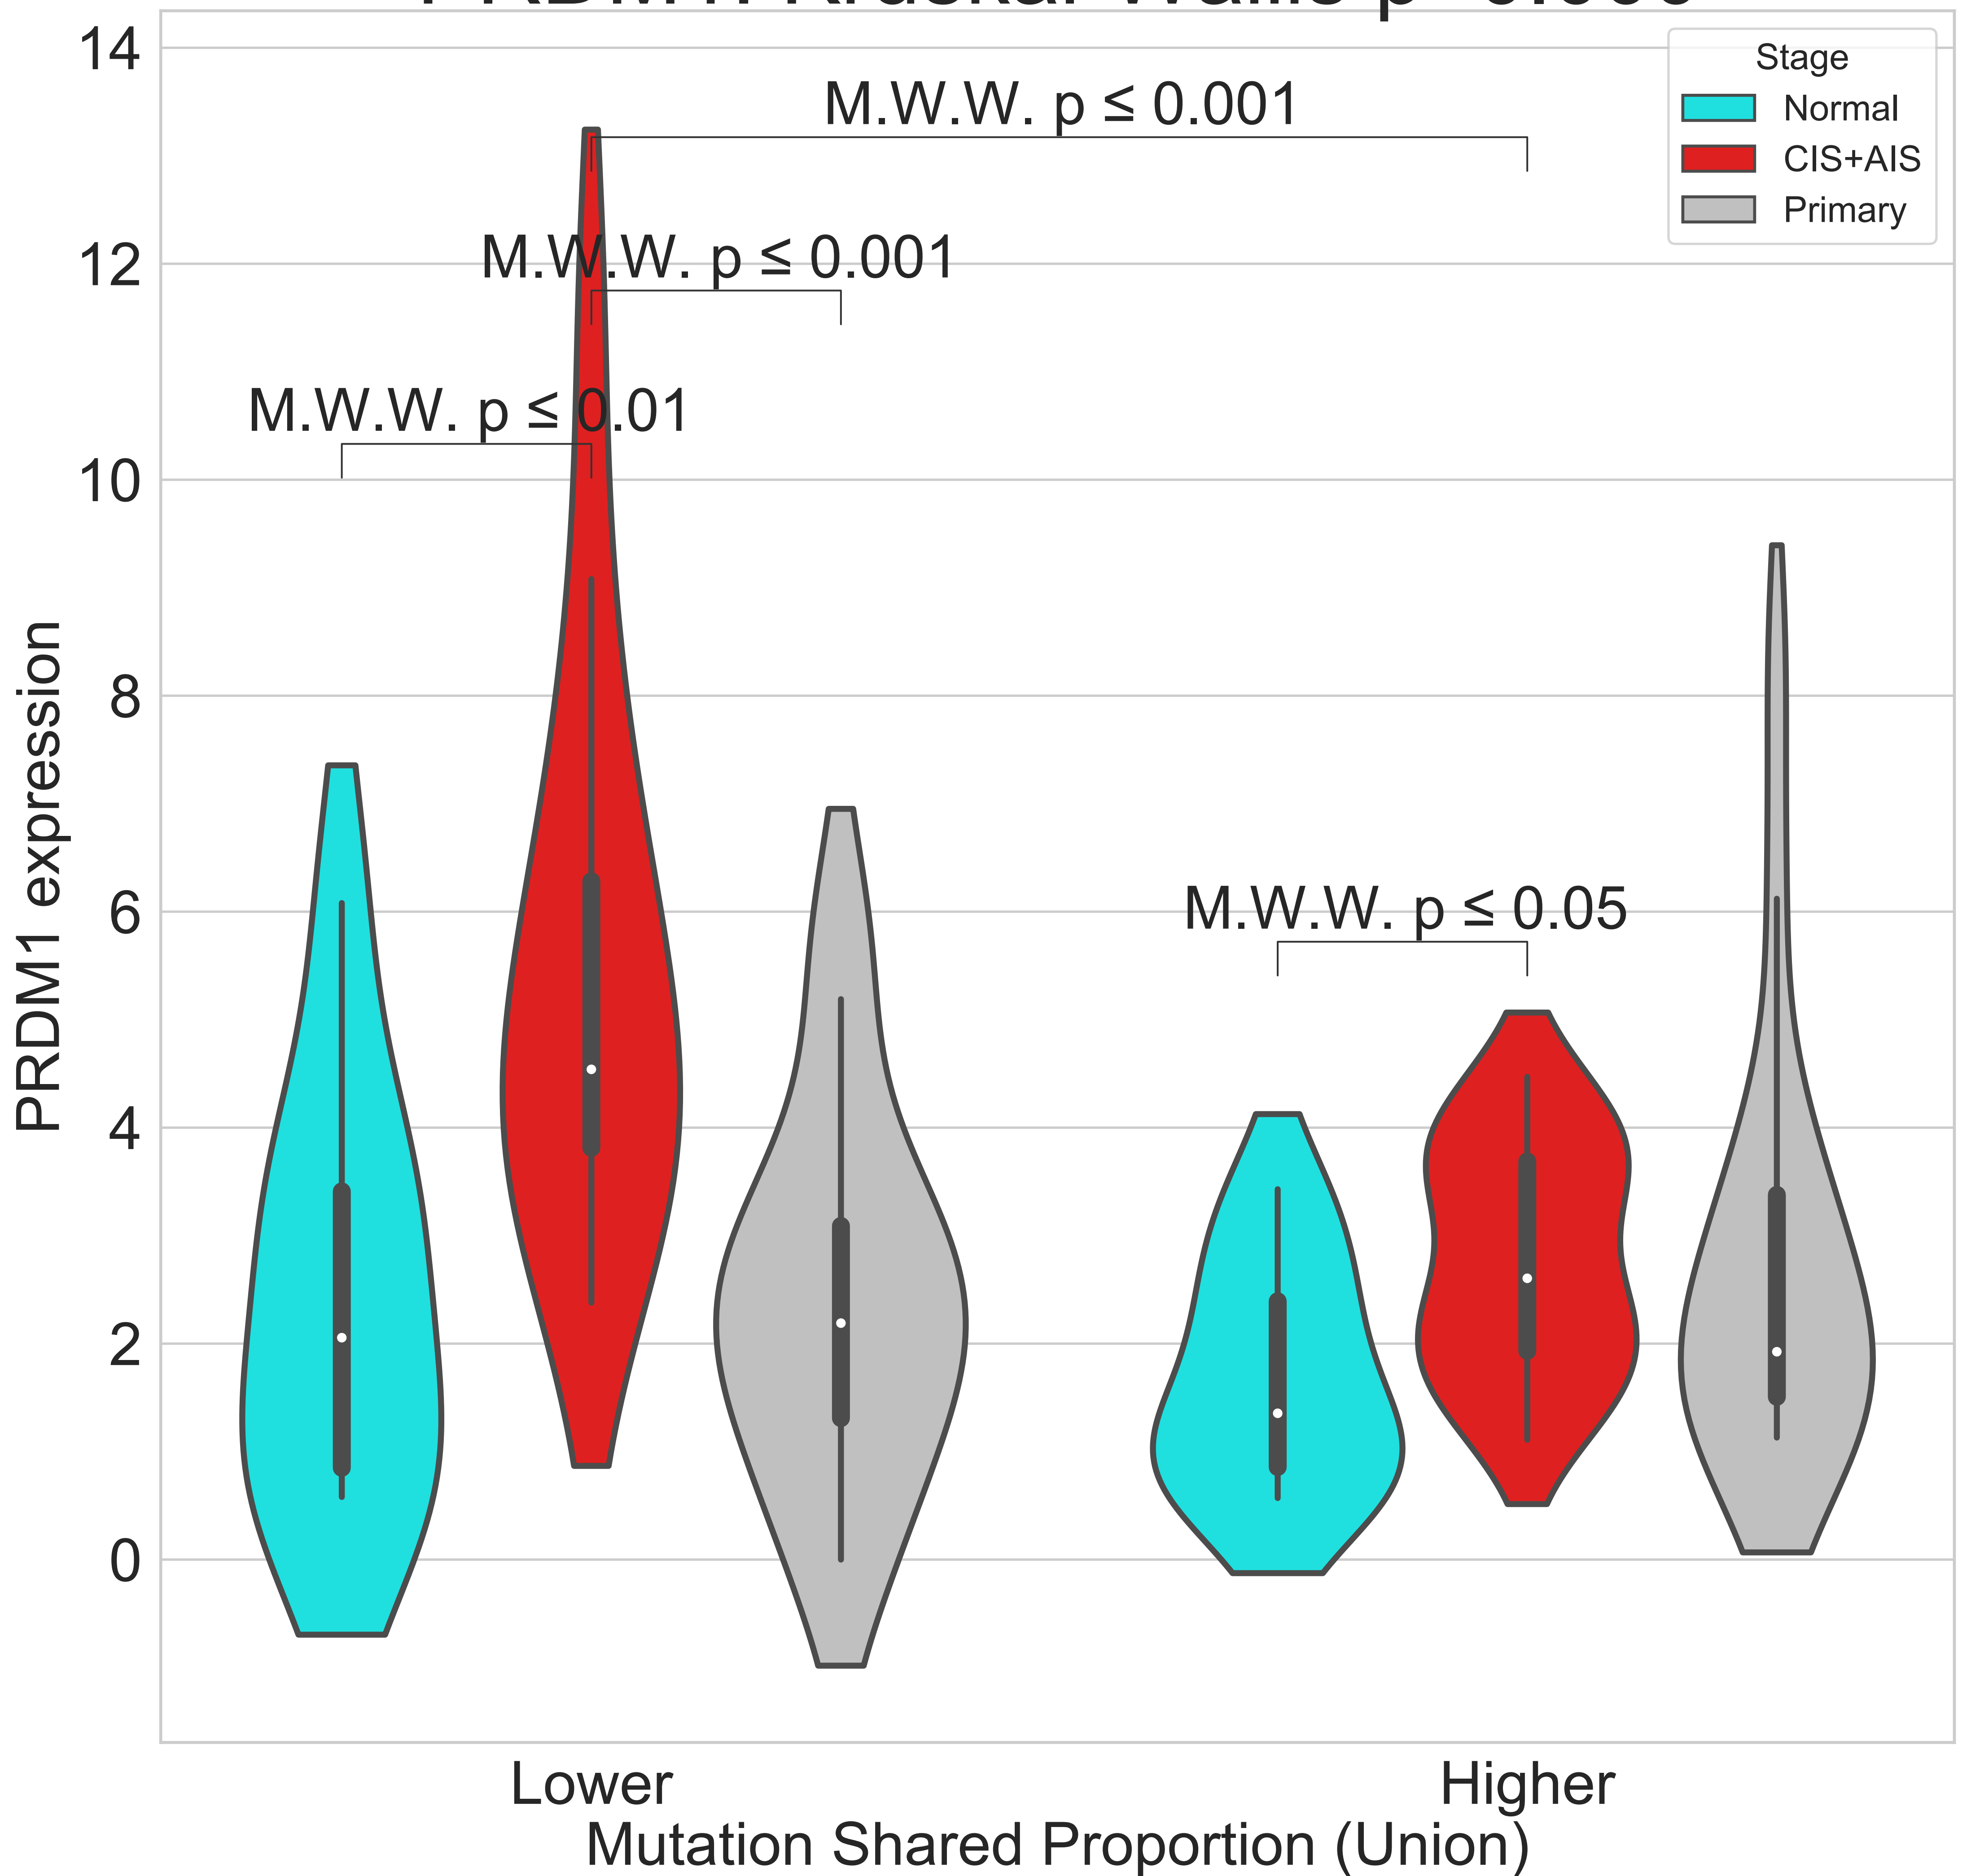 14
12
10
8
6
4
2
0
PRDM1 expression
M.W.W. p ≤ 0.001
M.W.W. p ≤ 0.001
M.W.W. p ≤ 0.01
M.W.W. p ≤ 0.05
Stage
Normal
CIS+AIS
Primary
Lower
Higher
Mutation Shared Proportion (Union)